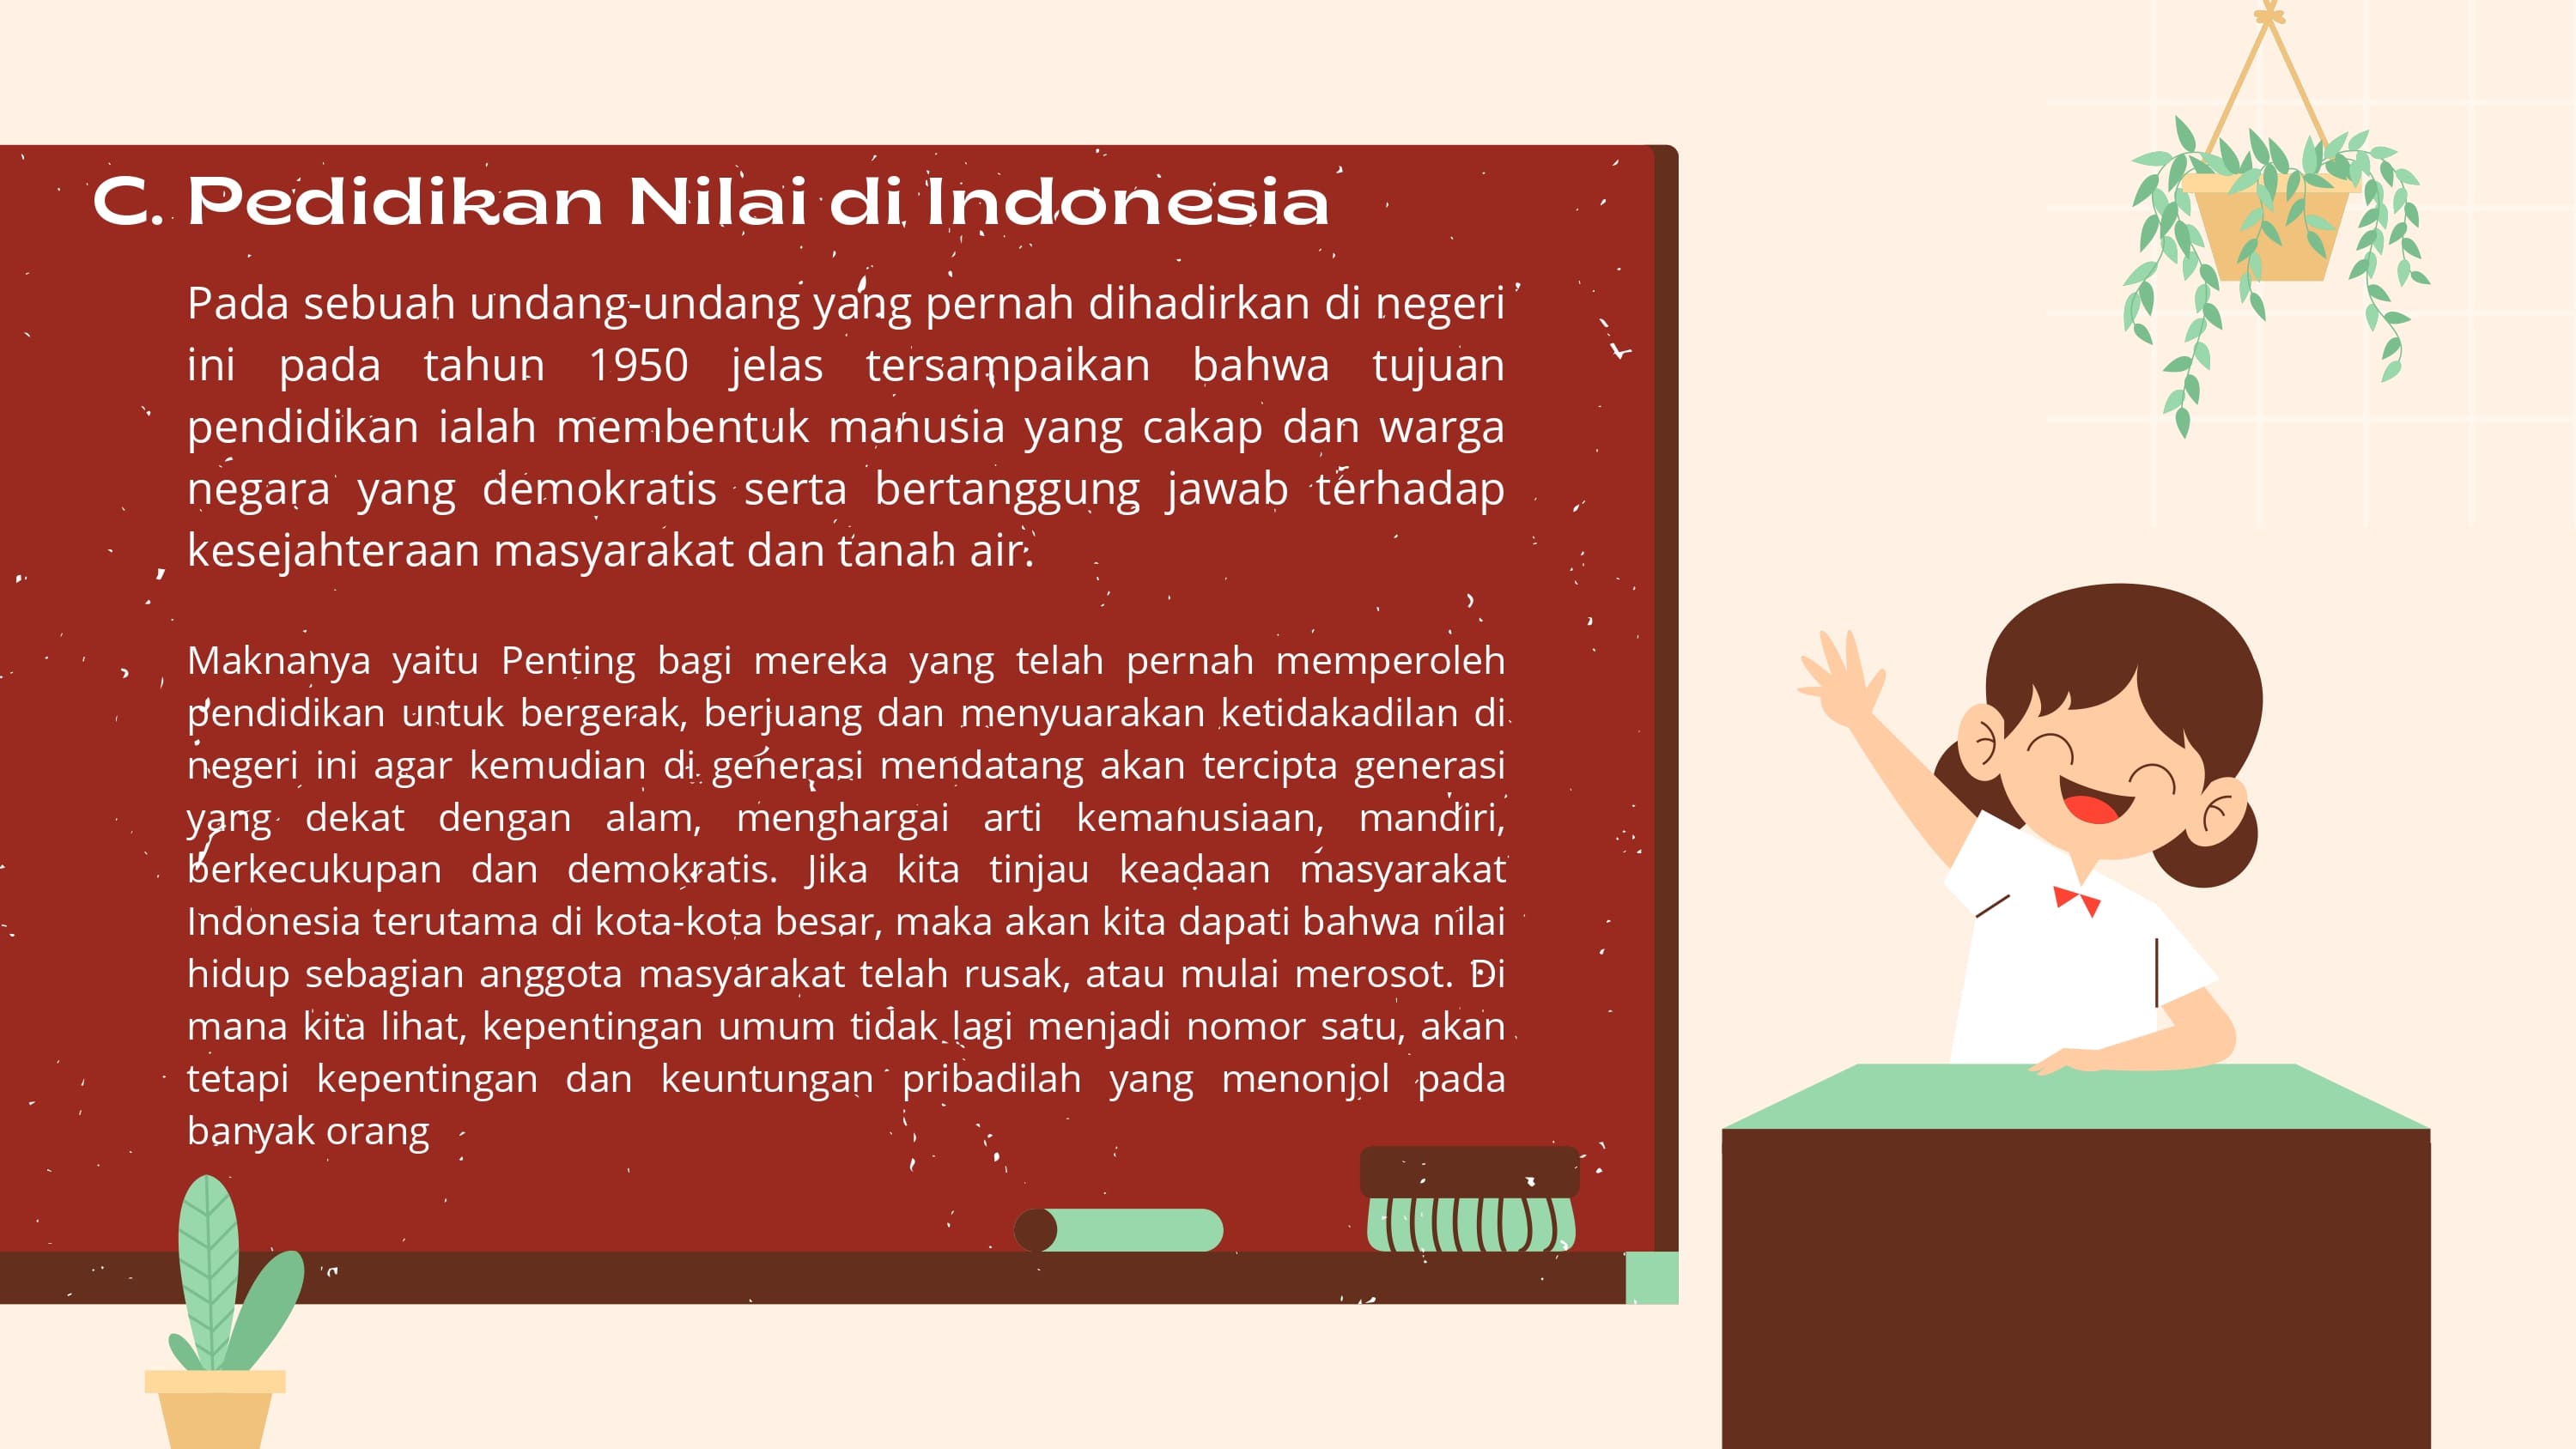 C. Pedidikan Nilai di Indonesia
Pada sebuah undang-undang yang pernah dihadirkan di negeri
ini pada tahun 1950 jelas tersampaikan bahwa tujuan
pendidikan ialah membentuk manusia yang cakap dan warga
negara yang demokratis serta bertanggung jawab terhadap
kesejahteraan masyarakat dan tanah air.
Maknanya yaitu Penting bagi mereka yang telah pernah memperoleh
pendidikan untuk bergerak, berjuang dan menyuarakan ketidakadilan di
negeri ini agar kemudian di generasi mendatang akan tercipta generasi
yang dekat dengan alam, menghargai arti kemanusiaan, mandiri,
berkecukupan dan demokratis. Jika kita tinjau keadaan masyarakat
Indonesia terutama di kota-kota besar, maka akan kita dapati bahwa nilai
hidup sebagian anggota masyarakat telah rusak, atau mulai merosot. Di
mana kita lihat, kepentingan umum tidak lagi menjadi nomor satu, akan
tetapi kepentingan dan keuntungan pribadilah yang menonjol pada
banyak orang